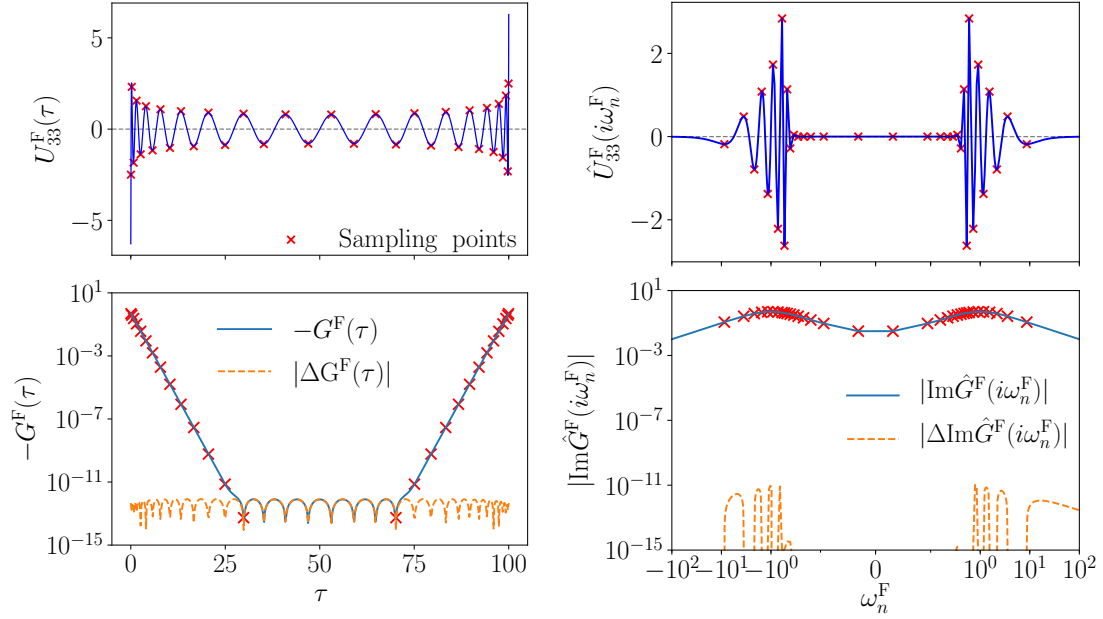 U^F_33(τ)
5
0
−5
× Sampling points
Û^F_33(iω^F_n)
2
0
−2
−G^F(τ)
10^1
10^−3
10^−7
10^−11
10^−15
−G^F(τ)
|ΔG^F(τ)|
0 25 50 75 100
τ
|ImĜ^F(iω^F_n)|
10^1
10^−3
10^−7
10^−11
10^−15
|ImĜ^F(iω^F_n)|
|ΔImĜ^F(iω^F_n)|
−10^2 −10^1 −10^0 0 10^0 10^1 10^2
ω^F_n